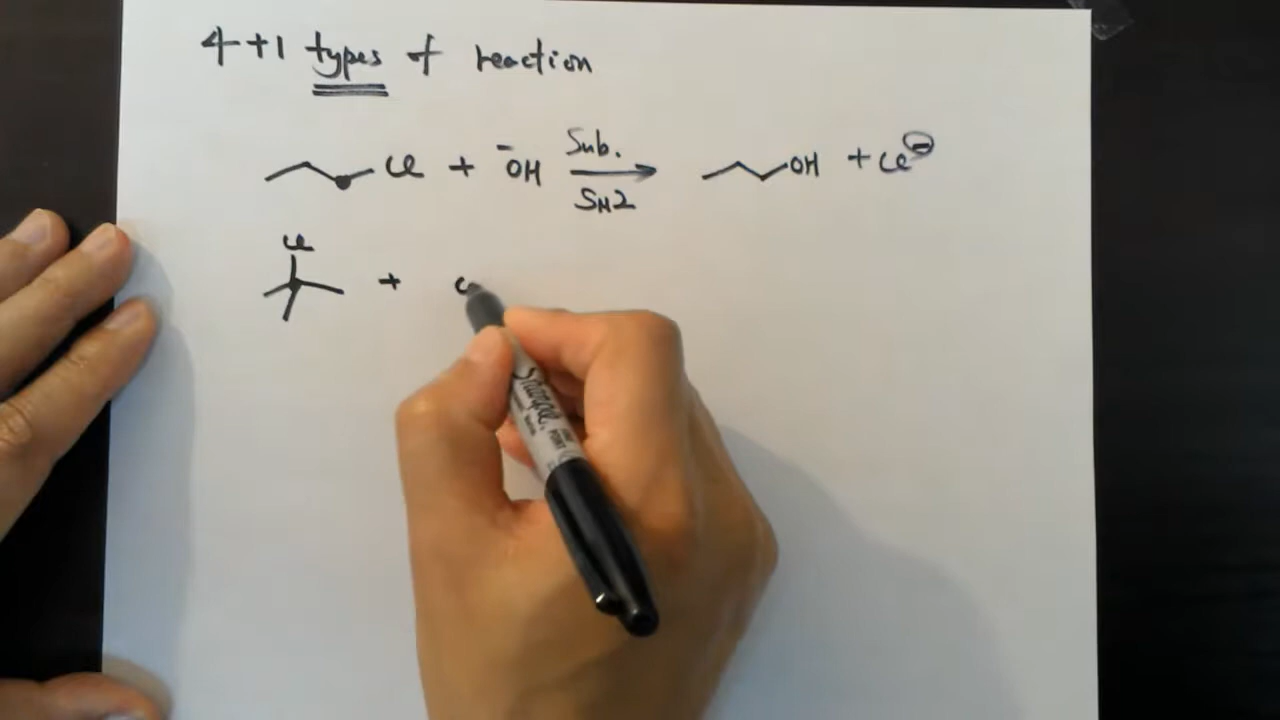 4+1 types of reaction
Cl + ⁻OH Sub. SN2 OH + Cl⊖
Cl
+
Sharpie